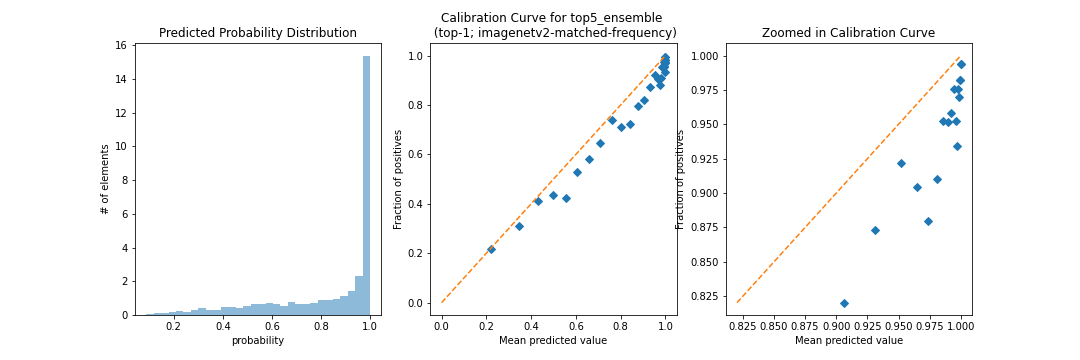 Predicted Probability Distribution
# of elements
16
14
12
10
8
6
4
2
0
0.2 0.4 0.6 0.8 1.0
probability
Calibration Curve for top5_ensemble
(top-1; imagenetv2-matched-frequency)
Fraction of positives
1.0
0.8
0.6
0.4
0.2
0.0
0.0 0.2 0.4 0.6 0.8 1.0
Mean predicted value
Zoomed in Calibration Curve
Fraction of positives
1.000
0.975
0.950
0.925
0.900
0.875
0.850
0.825
0.825 0.850 0.875 0.900 0.925 0.950 0.975 1.000
Mean predicted value